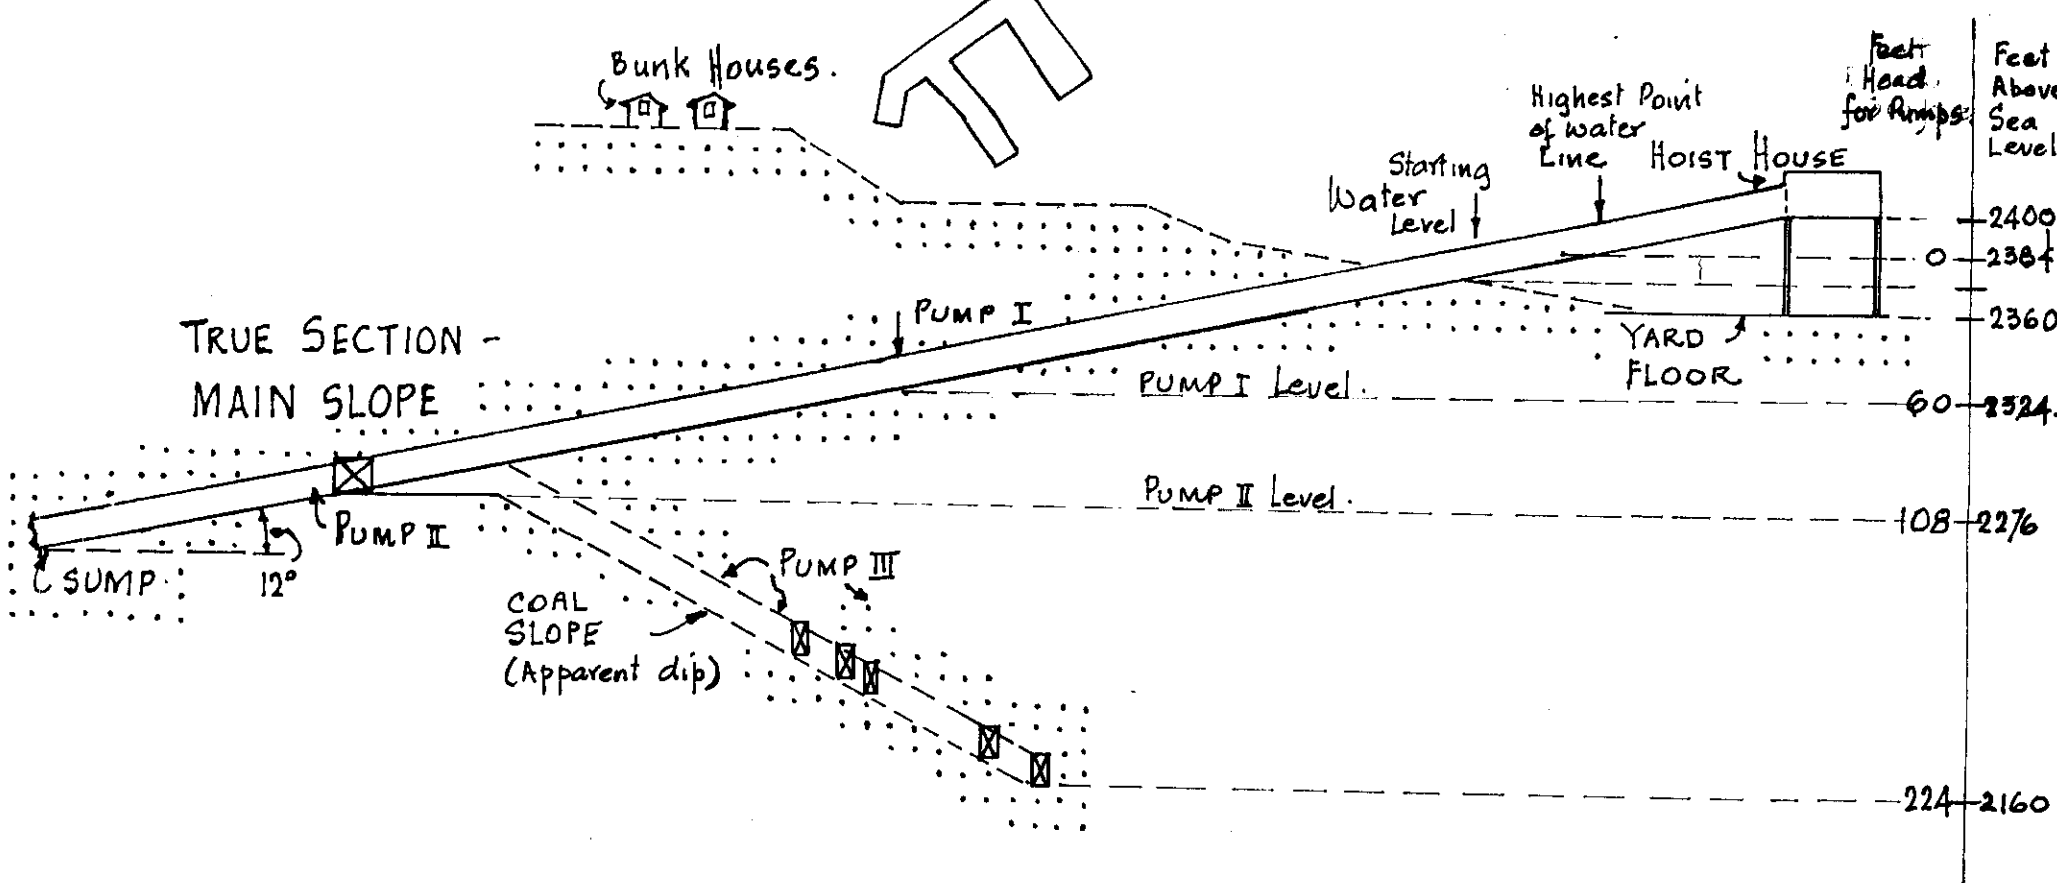 Bunk Houses.
Feet
Head
for Pumps
Feet
Above
Sea
Level
Highest Point
of water
Line
HOIST HOUSE
Starting
Water
Level
2400
0 2384
2360
PUMP I
TRUE SECTION -
MAIN SLOPE
YARD
FLOOR
PUMP I Level.
60 2324.
PUMP II Level.
108 2276
PUMP II
SUMP
12°
PUMP III
COAL
SLOPE
(Apparent dip)
224 2160